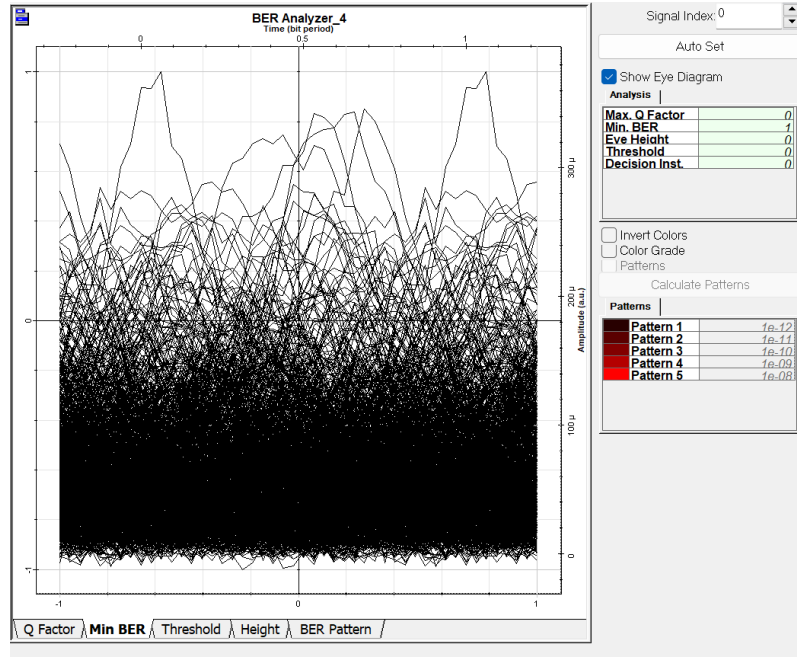 BER Analyzer_4
Time (bit period)
0 0.5 1
1
0
-1
300 µ
200 µ
100 µ
0
Amplitude (a.u.)
-1 0 1
Q Factor Min BER Threshold Height BER Pattern
Signal Index: 0
Auto Set
Show Eye Diagram
Analysis
Max. Q Factor 0
Min. BER 1
Eye Height 0
Threshold 0
Decision Inst. 0
Invert Colors
Color Grade
Patterns
Calculate Patterns
Patterns
Pattern 1 1e-12
Pattern 2 1e-11
Pattern 3 1e-10
Pattern 4 1e-09
Pattern 5 1e-08